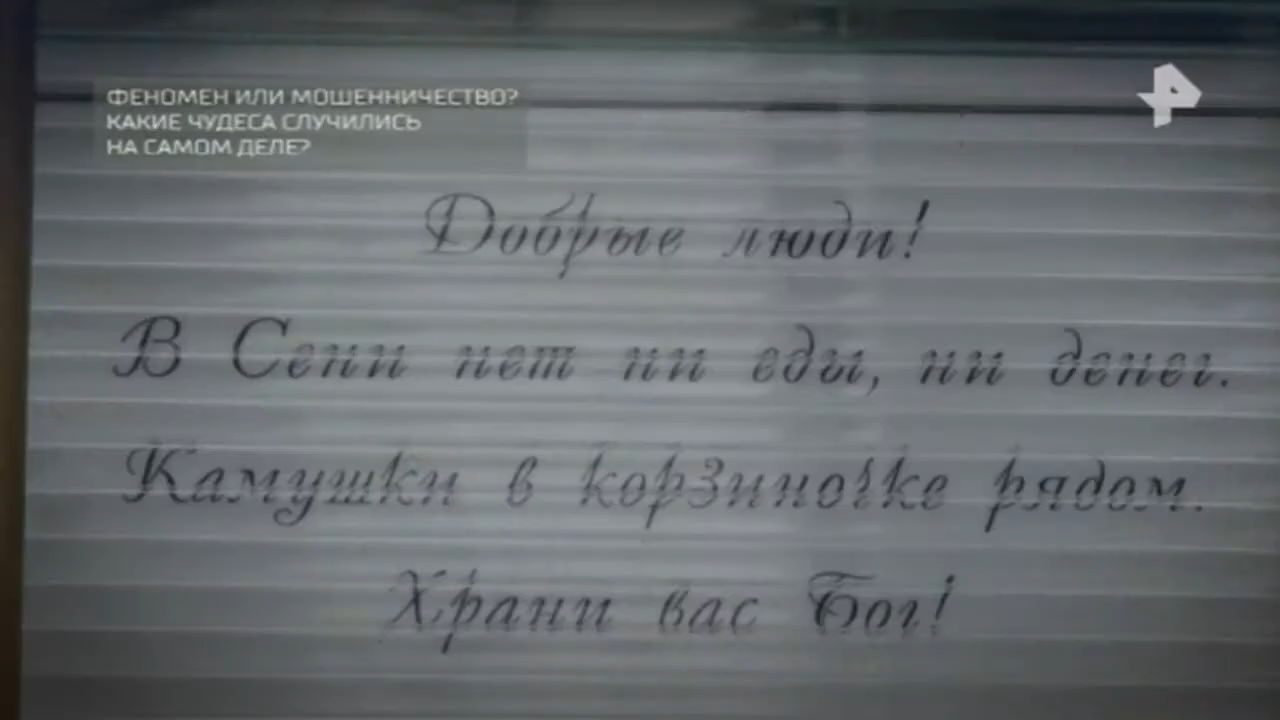 ФЕНОМЕН ИЛИ МОШЕННИЧЕСТВО?
КАКИЕ ЧУДЕСА СЛУЧИЛИСЬ
НА САМОМ ДЕЛЕ?
Добрые люди!
В Сени нет ни еды, ни денег.
Камушки в корзиночке рядом.
Храни вас Бог!